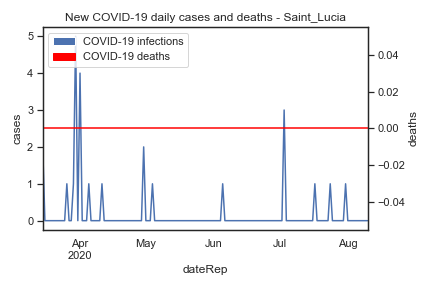 New COVID-19 daily cases and deaths - Saint_Lucia
COVID-19 infections
COVID-19 deaths
5
4
3
2
1
0
cases
0.04
0.02
0.00
−0.02
−0.04
deaths
Apr May Jun Jul Aug
2020
dateRep